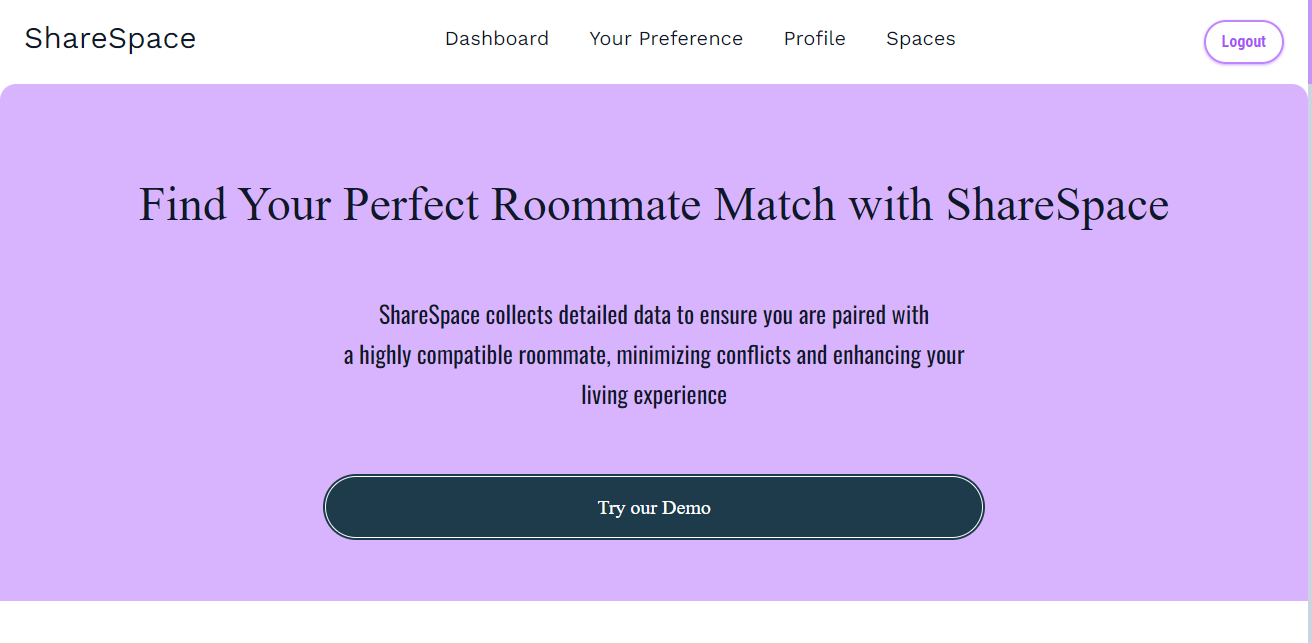 ShareSpace
Dashboard
Your Preference
Profile
Spaces
Logout
Find Your Perfect Roommate Match with ShareSpace
ShareSpace collects detailed data to ensure you are paired with
a highly compatible roommate, minimizing conflicts and enhancing your
living experience
Try our Demo